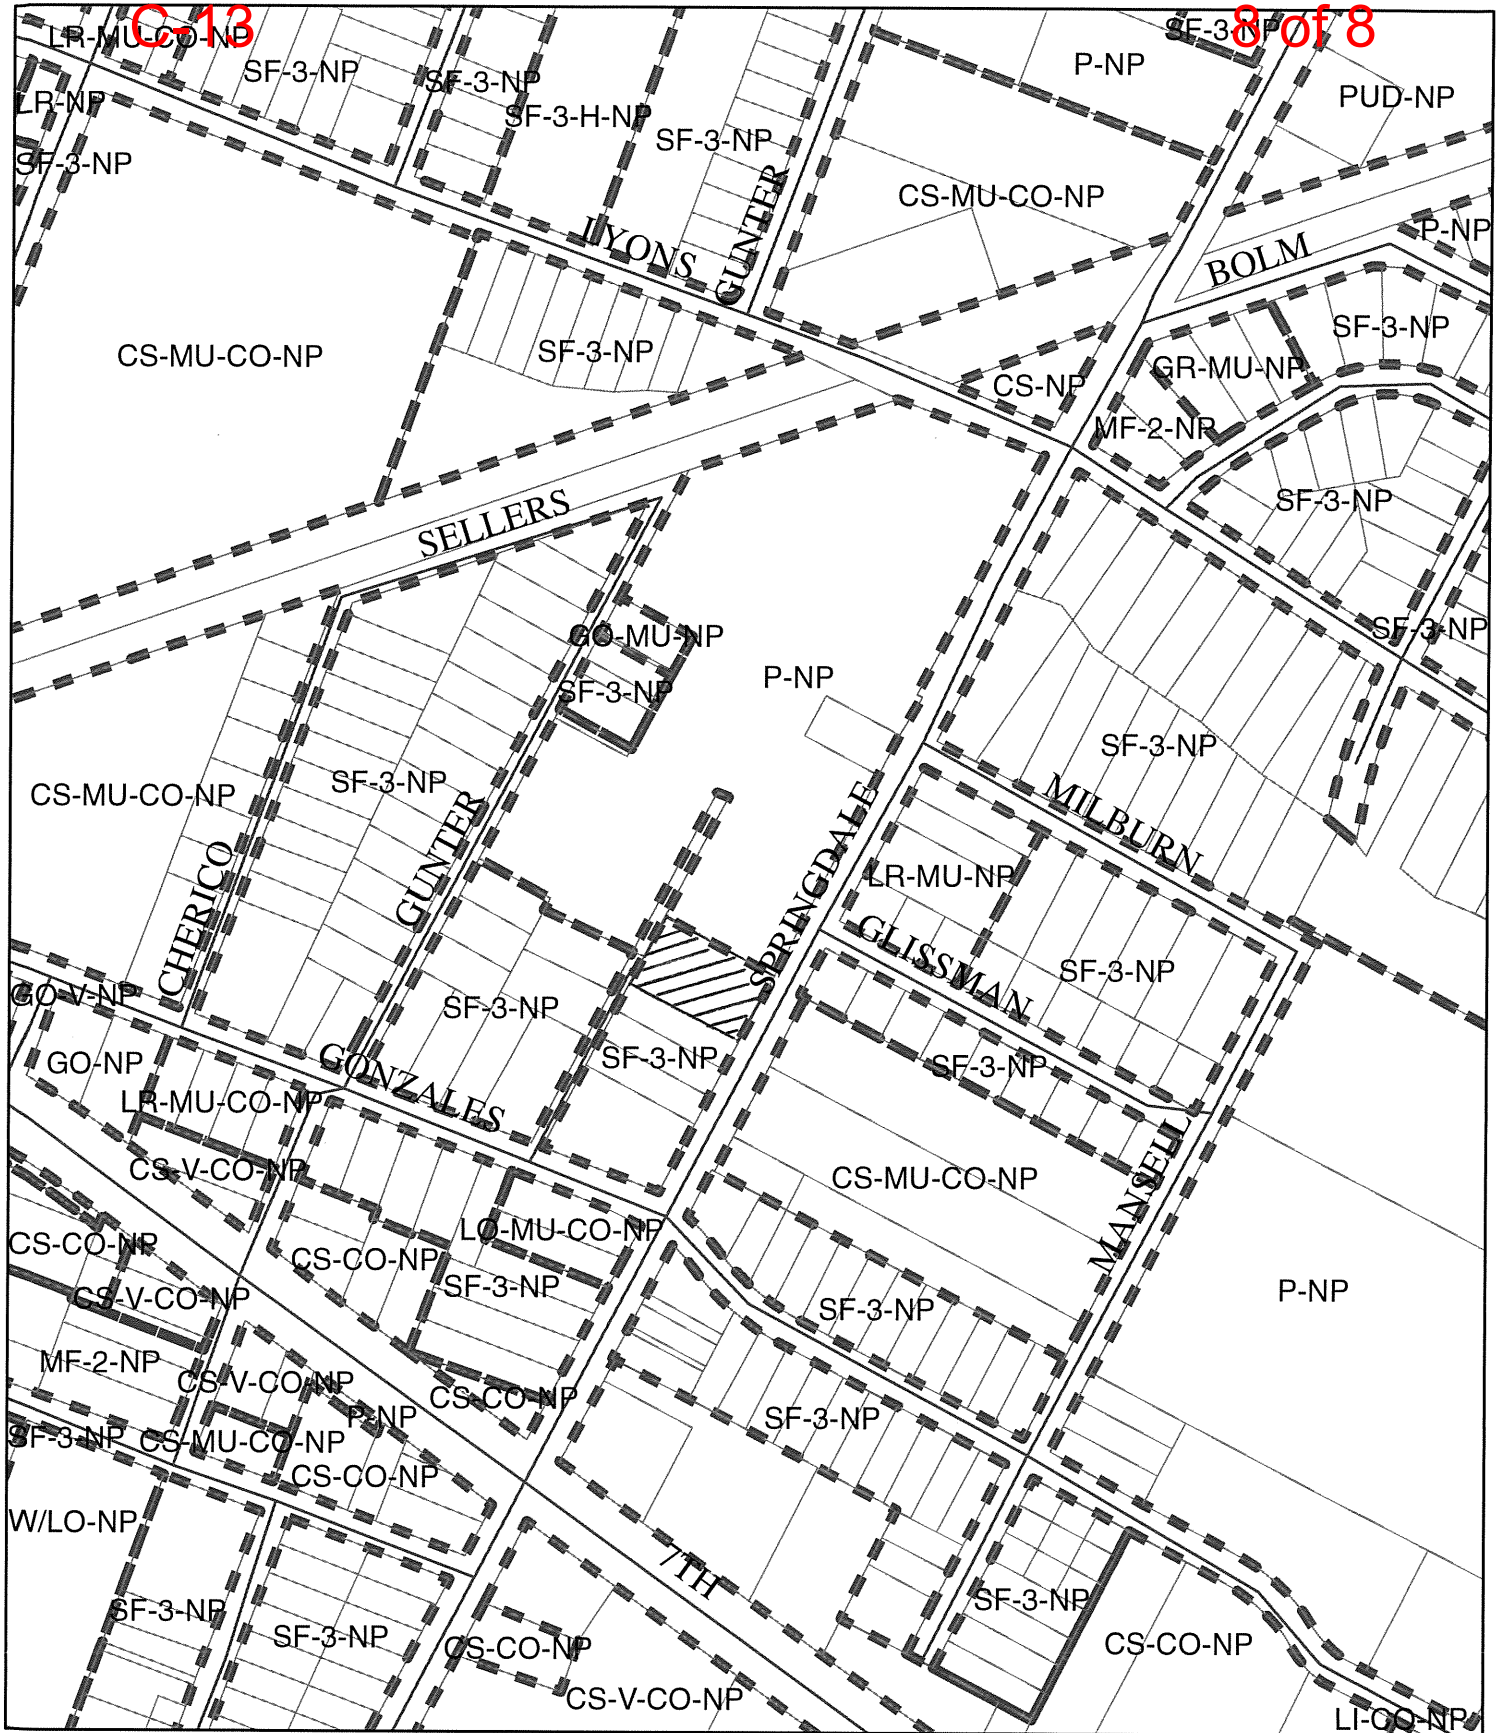 C-13
8 of 8
LR-MU-CO-NP
SF-3-NP
SF-3-NP
SF-3-NP
P-NP
PUD-NP
LR-NP
SF-3-H-NP
SF-3-NP
SF-3-NP
CS-MU-CO-NP
GUNTER
LYONS
BOLM
P-NP
CS-MU-CO-NP
SF-3-NP
SF-3-NP
GR-MU-NP
CS-NP
MF-2-NP
SELLERS
SF-3-NP
GO-MU-NP
SF-3-NP
SF-3-NP
P-NP
SF-3-NP
CS-MU-CO-NP
SF-3-NP
MILBURN
GUNTER
SPRINGDALE
LR-MU-NP
CHERICO
GLISSMAN
SF-3-NP
GO-V-NP
SF-3-NP
GO-NP
GONZALES
SF-3-NP
SF-3-NP
LR-MU-CO-NP
CS-V-CO-NP
CS-MU-CO-NP
MANSELL
CS-CO-NP
LO-MU-CO-NP
CS-CO-NP
SF-3-NP
P-NP
CS-V-CO-NP
SF-3-NP
MF-2-NP
CS-V-CO-NP
CS-CO-NP
P-NP
SF-3-NP
SF-3-NP
CS-MU-CO-NP
CS-CO-NP
W/LO-NP
7TH
SF-3-NP
SF-3-NP
SF-3-NP
CS-CO-NP
CS-CO-NP
CS-V-CO-NP
LI-CO-NP